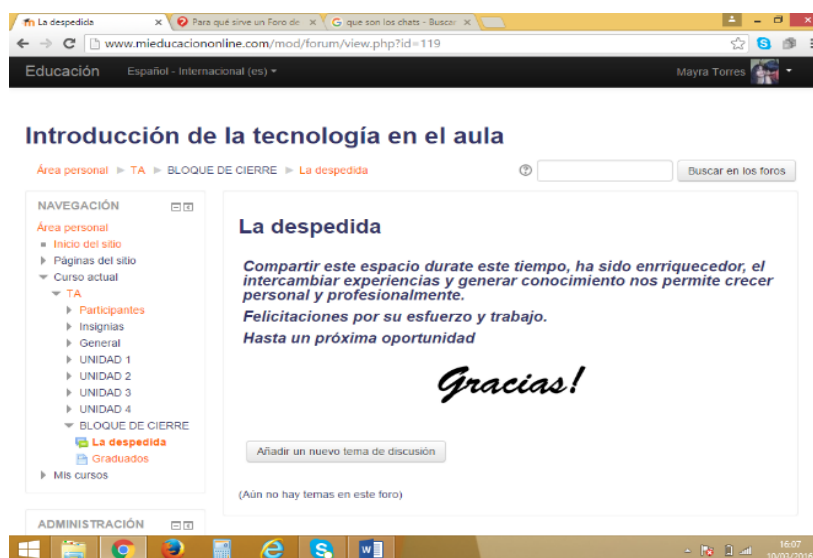 La despedida
Para qué sirve un Foro de
que son los chats - Buscar
www.mieducaciononline.com/mod/forum/view.php?id=119
Educación Español - Internacional (es)
Mayra Torres
Introducción de la tecnología en el aula
Área personal TA BLOQUE DE CIERRE La despedida
Buscar en los foros
NAVEGACIÓN
Área personal
Inicio del sitio
Páginas del sitio
Curso actual
TA
Participantes
Insignias
General
UNIDAD 1
UNIDAD 2
UNIDAD 3
UNIDAD 4
BLOQUE DE CIERRE
La despedida
Graduados
Mis cursos
ADMINISTRACIÓN
La despedida
Compartir este espacio durate este tiempo, ha sido enrriquecedor, el
intercambiar experiencias y generar conocimiento nos permite crecer
personal y profesionalmente.
Felicitaciones por su esfuerzo y trabajo.
Hasta un próxima oportunidad
Gracias!
Añadir un nuevo tema de discusión
(Aún no hay temas en este foro)
16:07
10/03/2016